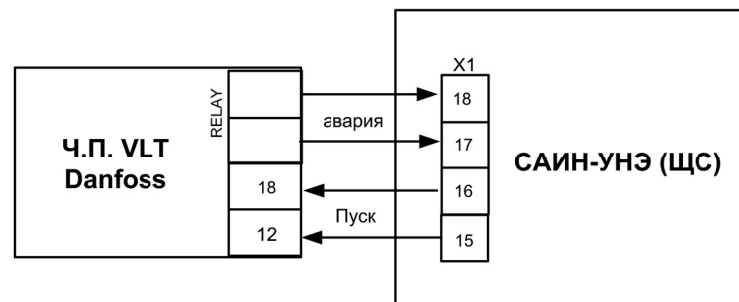 X1
RELAY
18
авария
Ч.П. VLT
Danfoss
17
САИН-УНЭ (ЩС)
18
16
Пуск
12
15